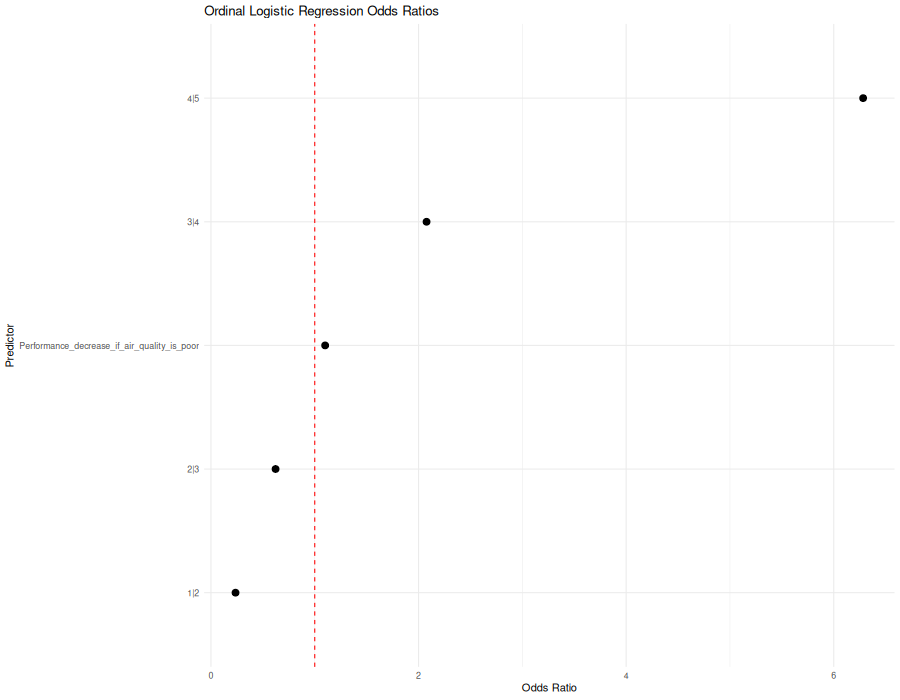 Ordinal Logistic Regression Odds Ratios
4|5
3|4
Performance_decrease_if_air_quality_is_poor
2|3
1|2
Predictor
0 2 4 6
Odds Ratio